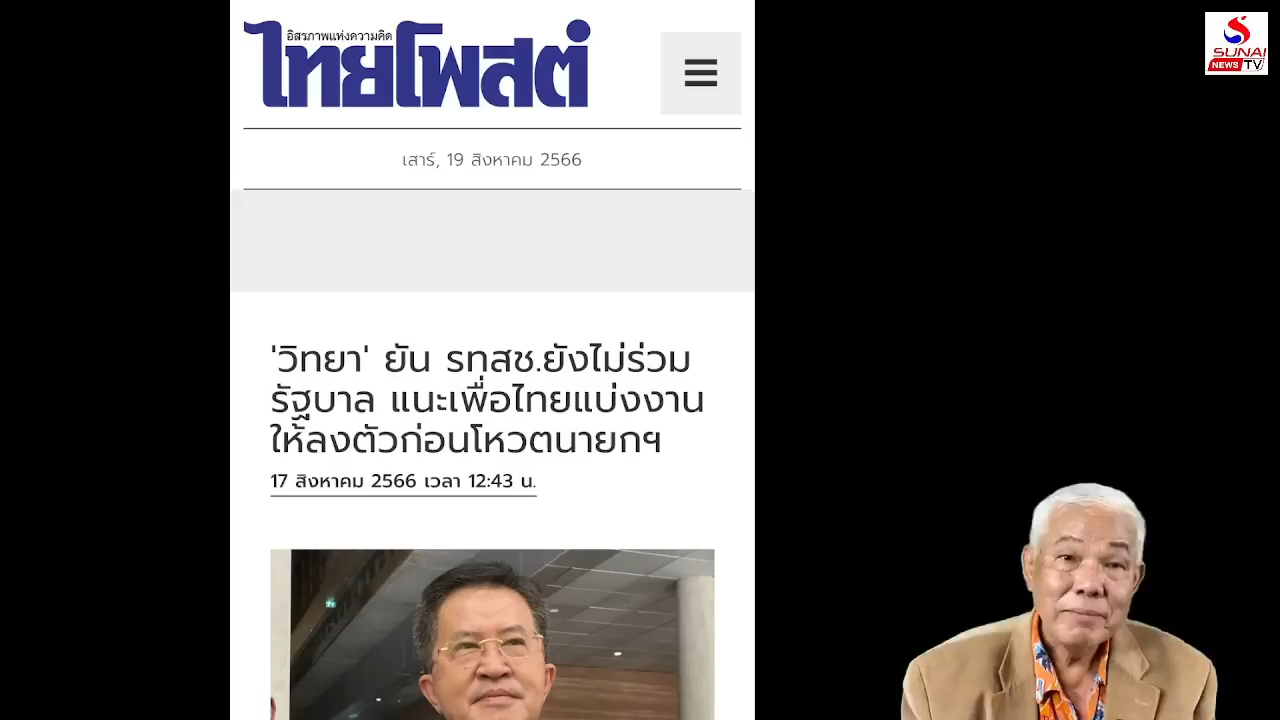 อิสรภาพแห่งความคิด
ไทยโพสต์
SUNAI
NEWS TV
เสาร์, 19 สิงหาคม 2566
'วิทยา' ยัน รทสช.ยังไม่ร่วม
รัฐบาล แนะเพื่อไทยแบ่งงาน
ให้ลงตัวก่อนโหวตนายกฯ
17 สิงหาคม 2566 เวลา 12:43 น.